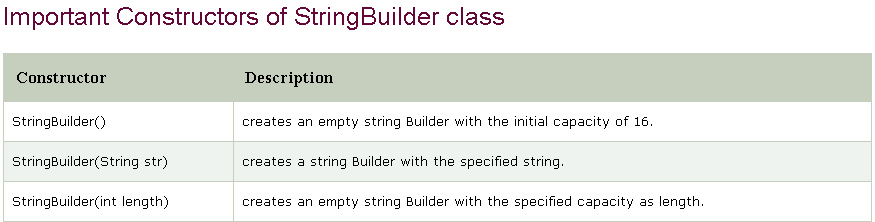 Important Constructors of StringBuilder class
Constructor Description
StringBuilder() creates an empty string Builder with the initial capacity of 16.
StringBuilder(String str) creates a string Builder with the specified string.
StringBuilder(int length) creates an empty string Builder with the specified capacity as length.